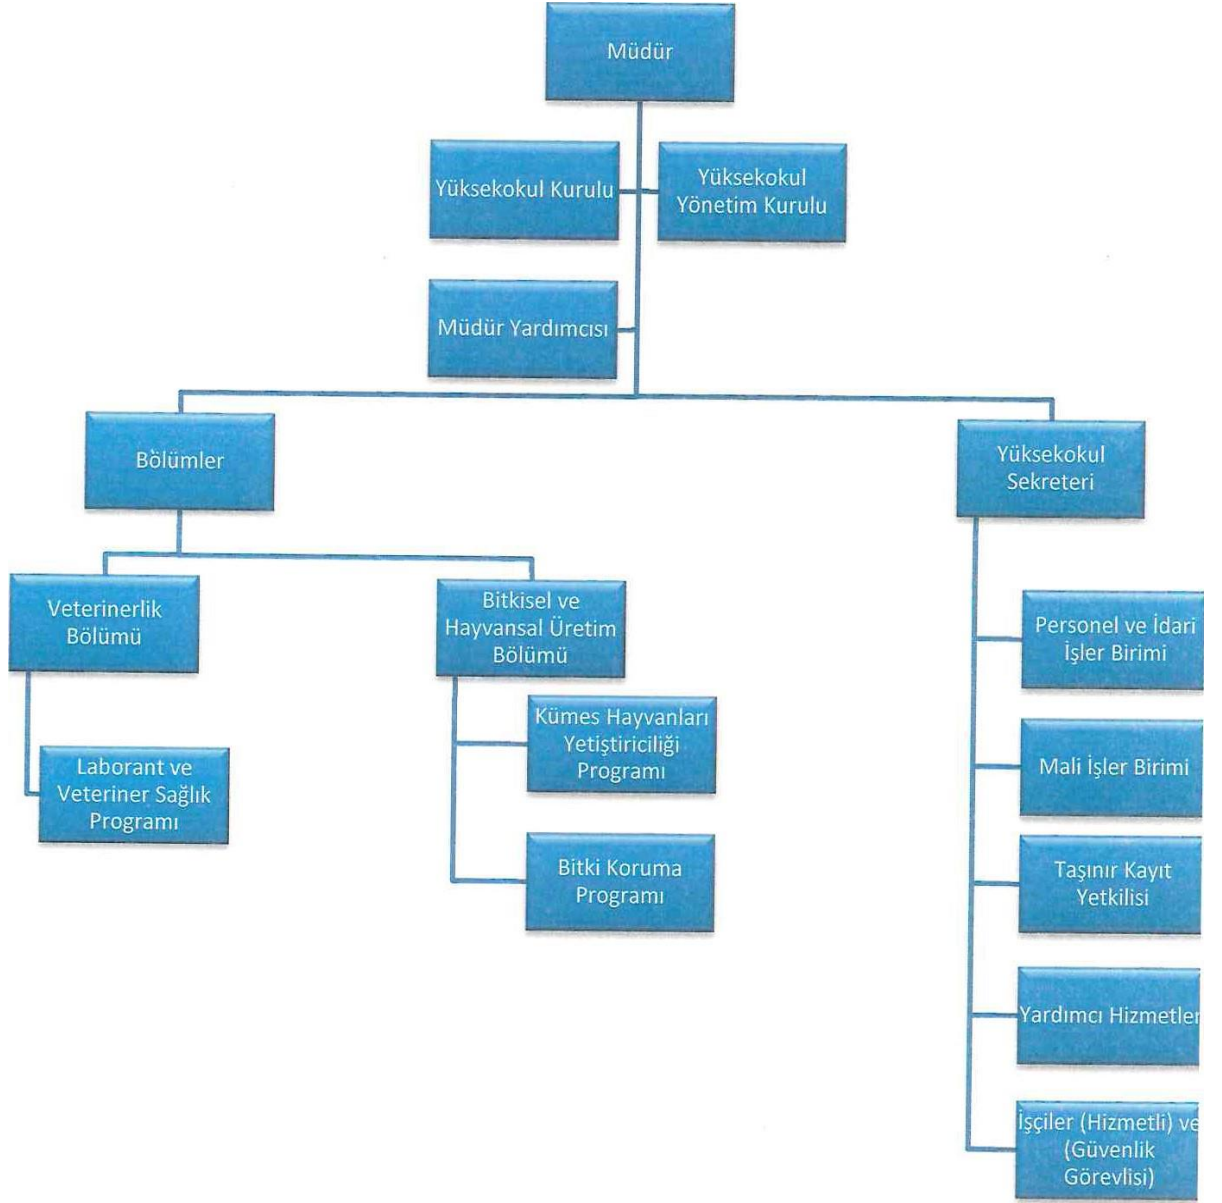 Müdür
Yüksekokul Kurulu
Yüksekokul
Yönetim Kurulu
Müdür Yardımcısı
Bölümler
Yüksekokul
Sekreteri
Veterinerlik
Bölümü
Bitkisel ve
Hayvansal Üretim
Bölümü
Laborant ve
Veteriner Sağlık
Programı
Kümes Hayvanları
Yetiştiriciliği
Programı
Bitki Koruma
Programı
Personel ve İdari
İşler Birimi
Mali İşler Birimi
Taşınır Kayıt
Yetkilisi
Yardımcı Hizmetler
İşçiler (Hizmetli) ve
(Güvenlik
Görevlisi)